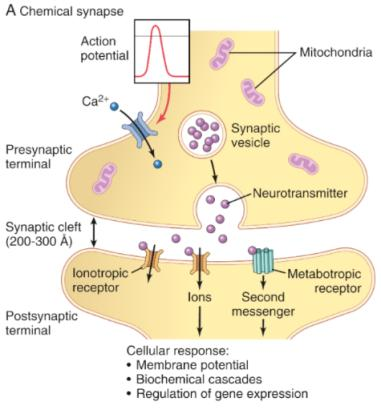 A Chemical synapse
Action
potential
Mitochondria
Ca2+
Synaptic
vesicle
Presynaptic
terminal
Neurotransmitter
Synaptic cleft
(200-300 Å)
Ionotropic
receptor
Ions
Second
messenger
Metabotropic
receptor
Postsynaptic
terminal
Cellular response:
• Membrane potential
• Biochemical cascades
• Regulation of gene expression